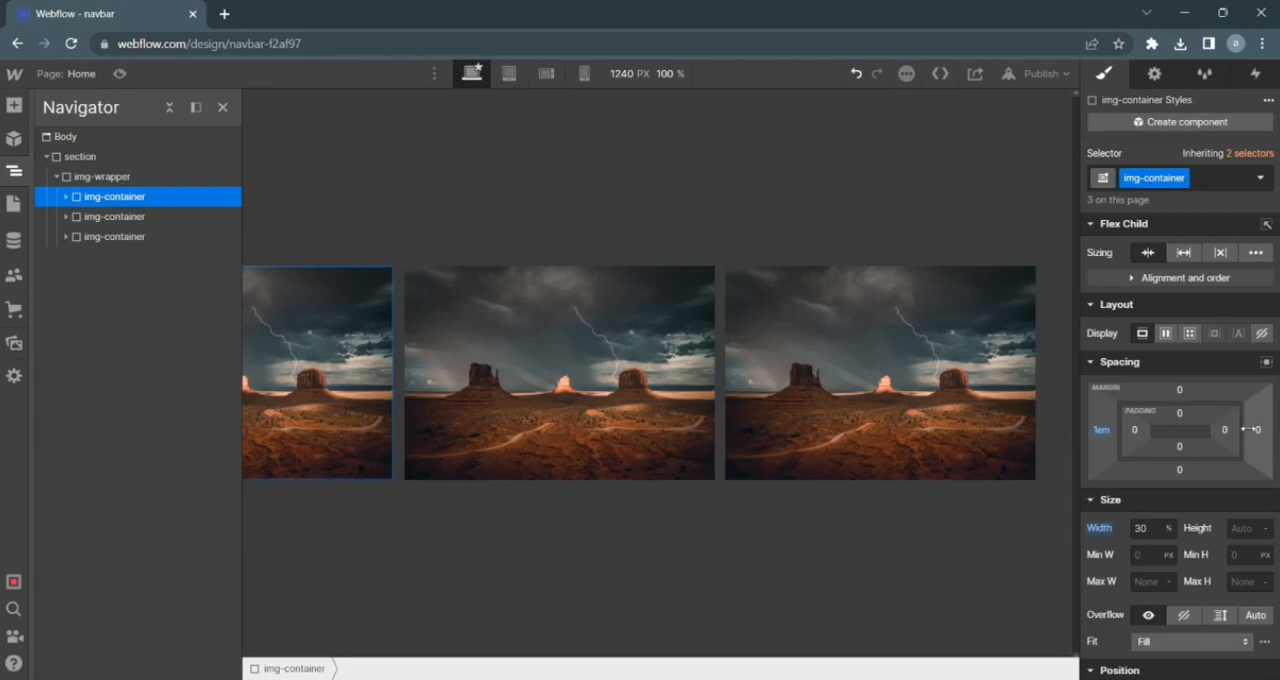 Webflow - navbar
webflow.com/design/navbar-f2af97
a
Page: Home
1240 PX 100 %
Publish
Navigator
Body
section
img-wrapper
img-container
img-container
img-container
img-container Styles
Create component
Selector
Inheriting 2 selectors
img-container
3 on this page
Flex Child
Sizing
Alignment and order
Layout
Display
A
Spacing
MARGIN
0
PADDING
0
1em
0
0
0
0
0
Size
Width
30 %
Height
Auto -
Min W
0 PX
Min H
0 PX
Max W
None -
Max H
None -
Overflow
Auto
Fit
Fill
Position
img-container